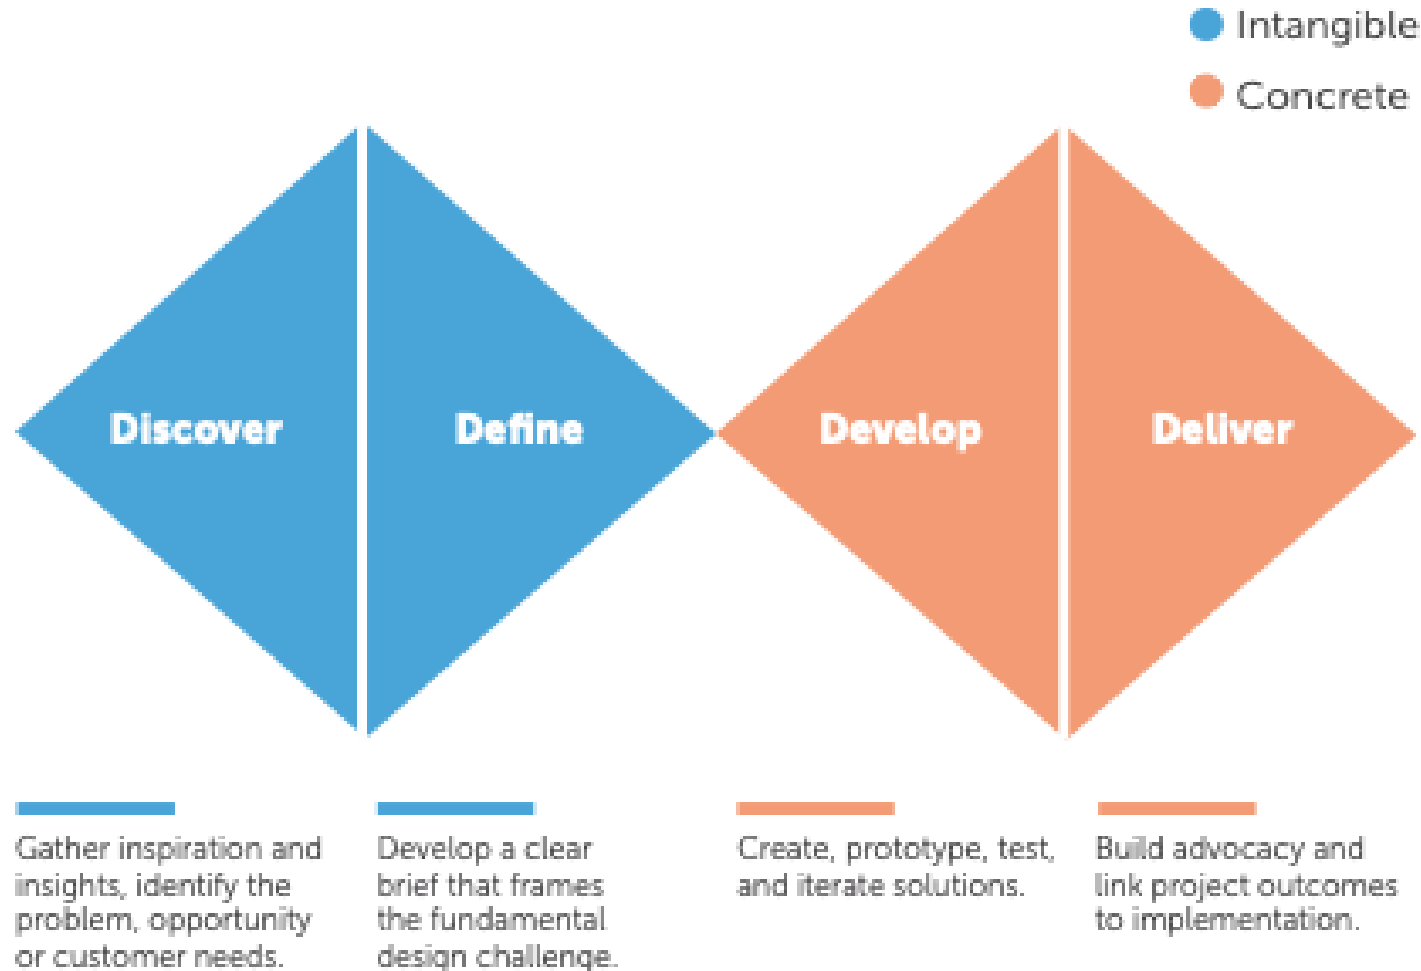 Intangible
Concrete
Discover
Define
Develop
Deliver
Gather inspiration and
insights, identify the
problem, opportunity
or customer needs.
Develop a clear
brief that frames
the fundamental
design challenge.
Create, prototype, test,
and iterate solutions.
Build advocacy and
link project outcomes
to implementation.